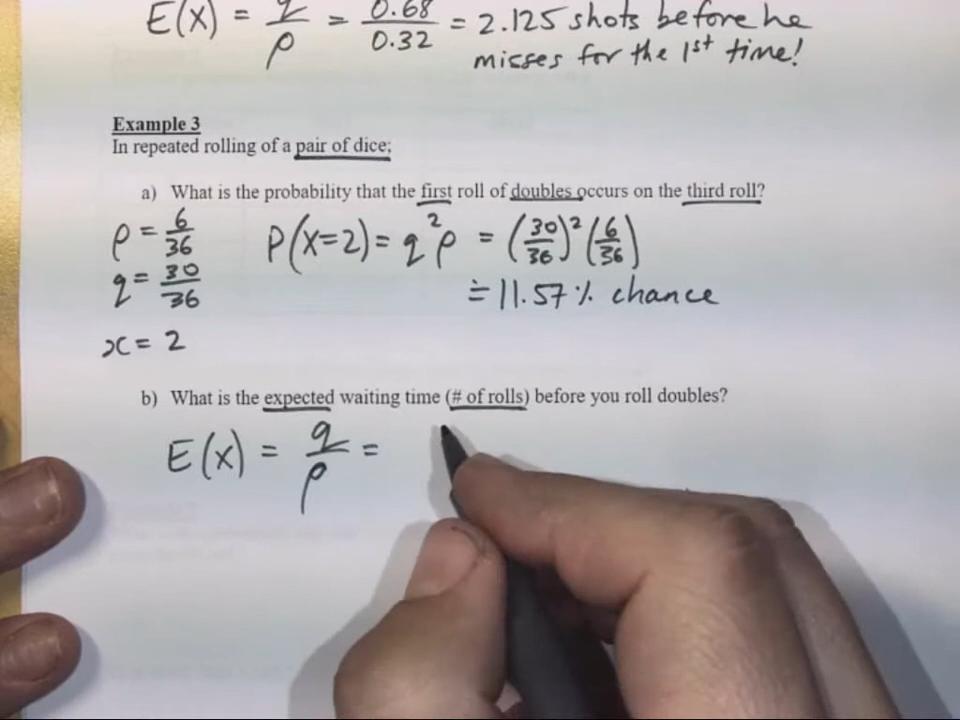 E(x) = q/p = 0.68/0.32 = 2.125 shots before he
misses for the 1st time!
Example 3
In repeated rolling of a pair of dice;
a) What is the probability that the first roll of doubles occurs on the third roll?
p = 6/36
P(x=2) = q²p = (30/36)²(6/36)
q = 30/36
≐ 11.57% chance
x = 2
b) What is the expected waiting time (# of rolls) before you roll doubles?
E(x) = q/p =